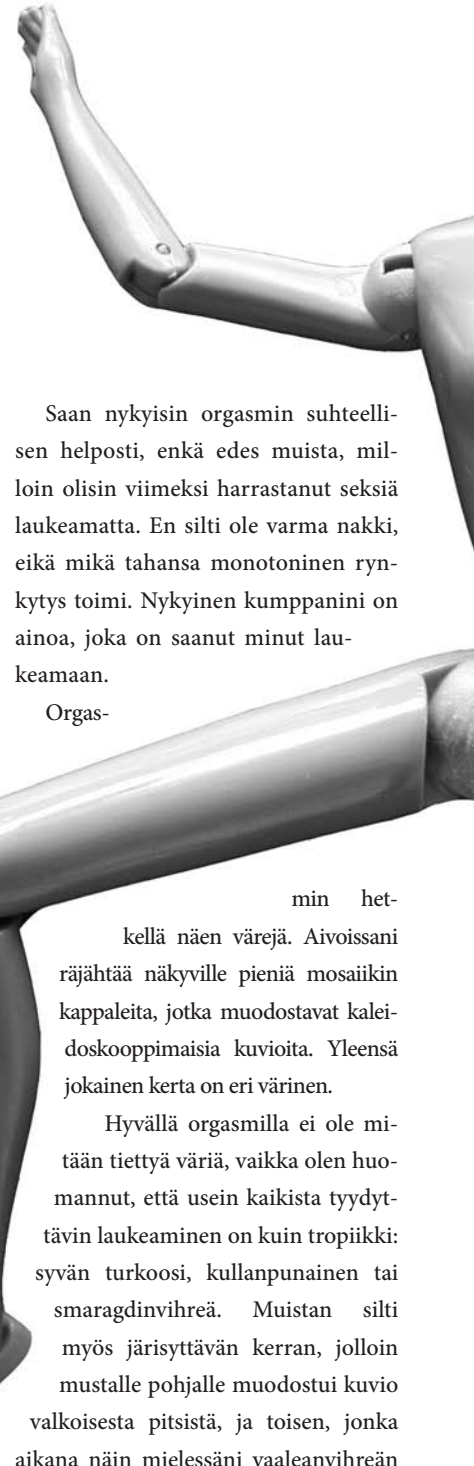 Saan nykyisin orgasmin suhteelli-
sen helposti, enkä edes muista, mil-
loin olisin viimeksi harrastanut seksiä
laukeamatta. En silti ole varma nakki,
eikä mikä tahansa monotoninen ryn-
kytys toimi. Nykyinen kumppanini on
ainoa, joka on saanut minut lau-
keamaan.
Orgas-
min het-
kellä näen värejä. Aivoissani
räjähtää näkyville pieniä mosaiikin
kappaleita, jotka muodostavat kalei-
doskooppimaisia kuvioita. Yleensä
jokainen kerta on eri värinen.
Hyvällä orgasmilla ei ole mi-
tään tiettyä väriä, vaikka olen huo-
mannut, että usein kaikista tyydyt-
tävin laukeaminen on kuin tropiikki:
syvän turkoosi, kullanpunainen tai
smaragdinvihreä. Muistan silti
myös järisyttävän kerran, jolloin
mustalle pohjalle muodostui kuvio
valkoisesta pitsistä, ja toisen, jonka
aikana näin mielessäni vaaleanvihreän